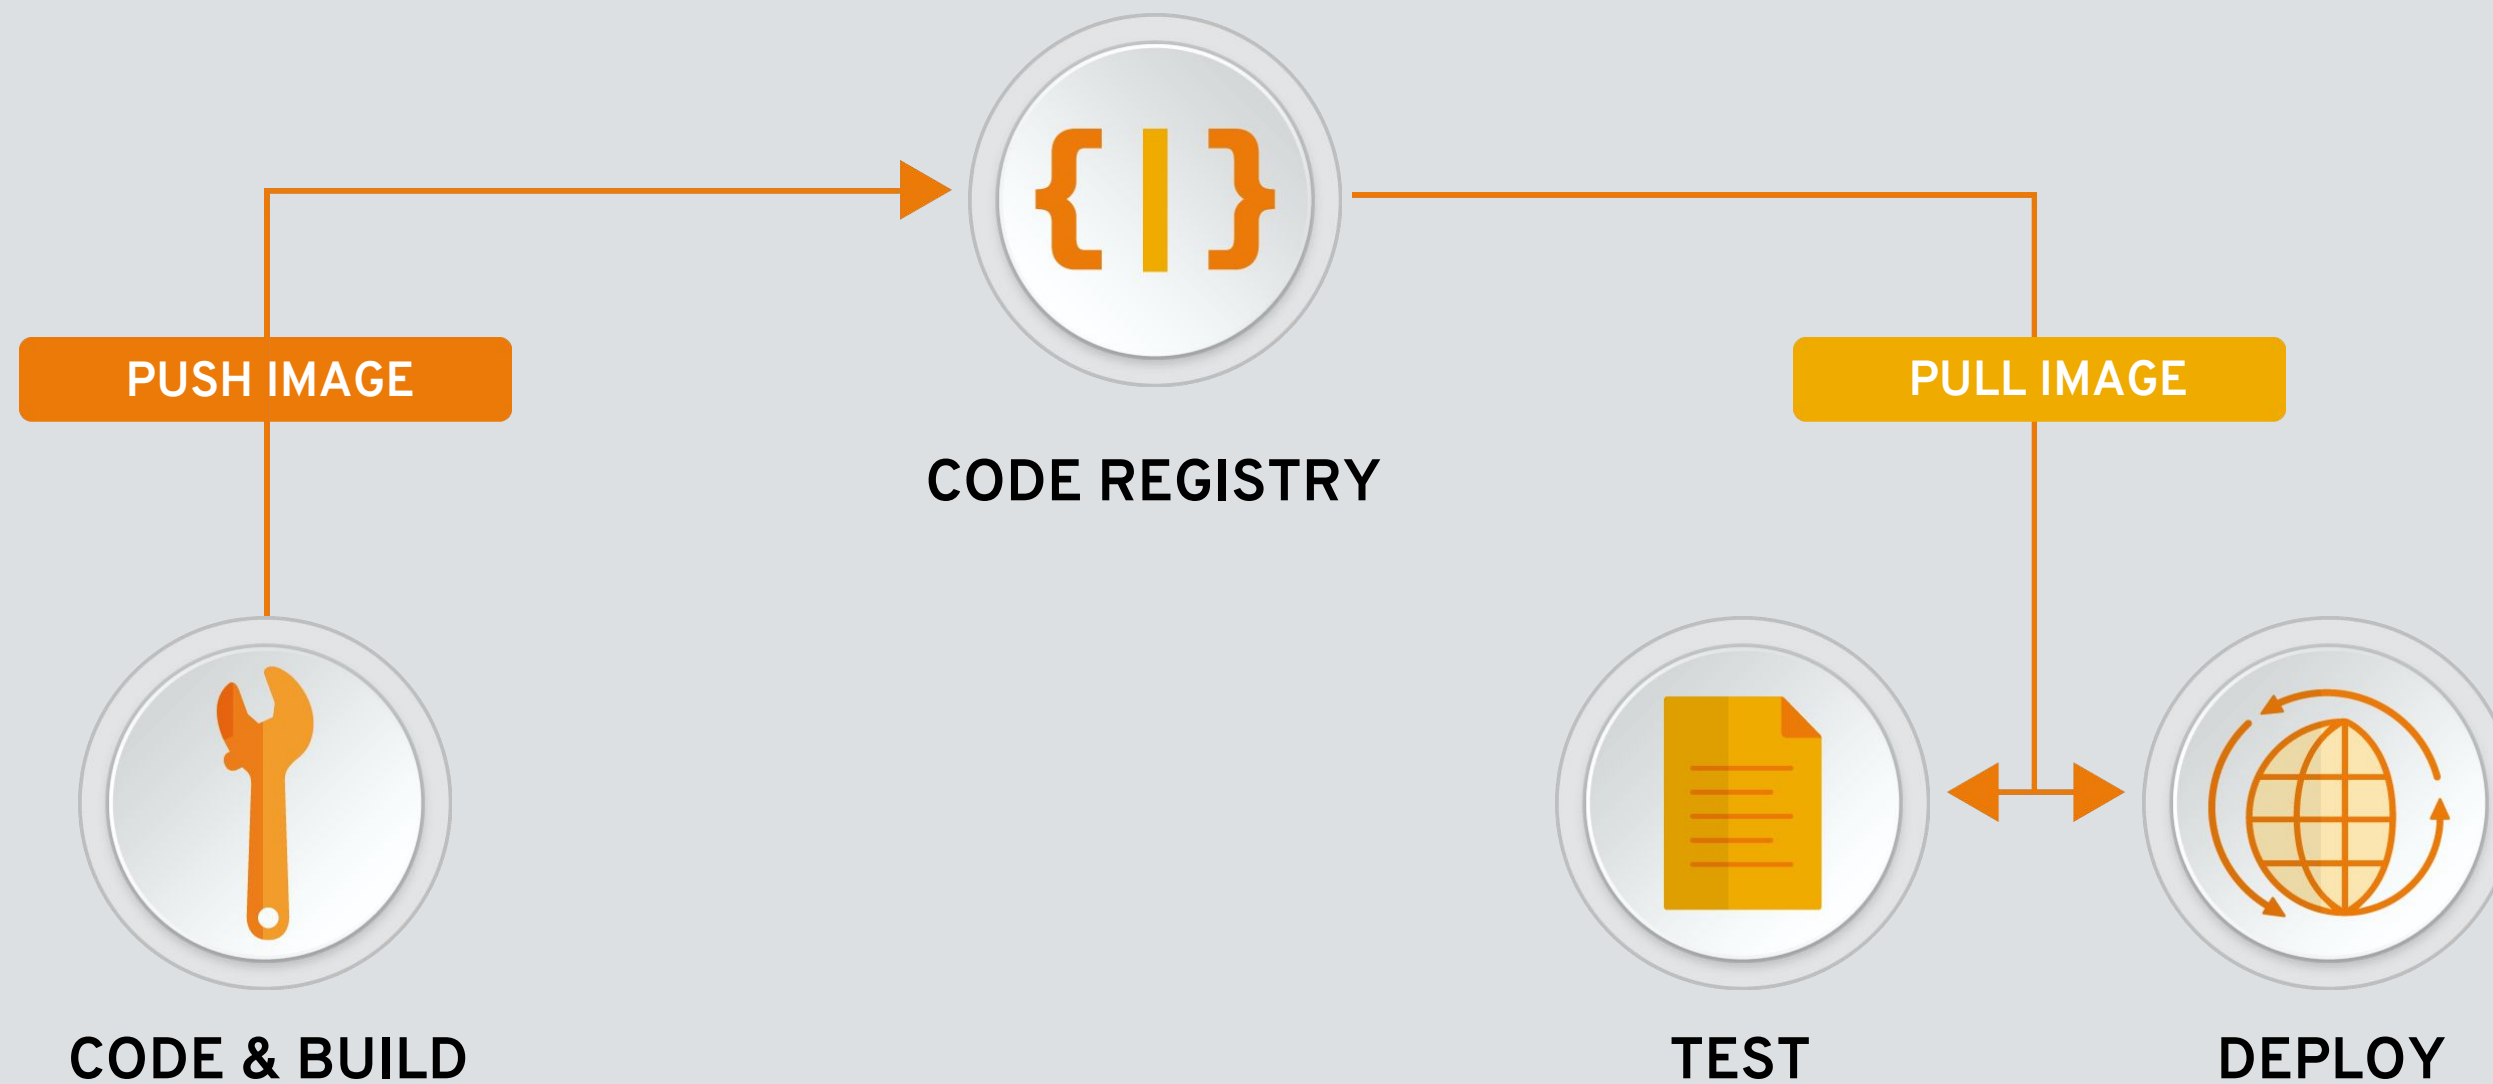 PUSH IMAGE
PULL IMAGE
CODE REGISTRY
CODE & BUILD
TEST
DEPLOY